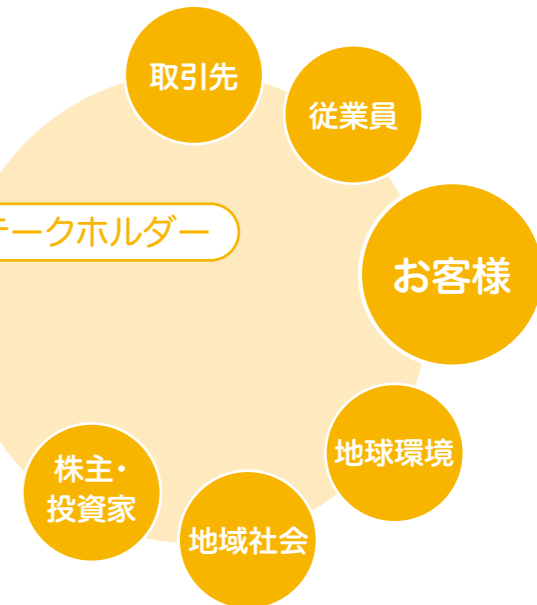 取引先
従業員
テークホルダー
お客様
地球環境
株主・
投資家
地域社会